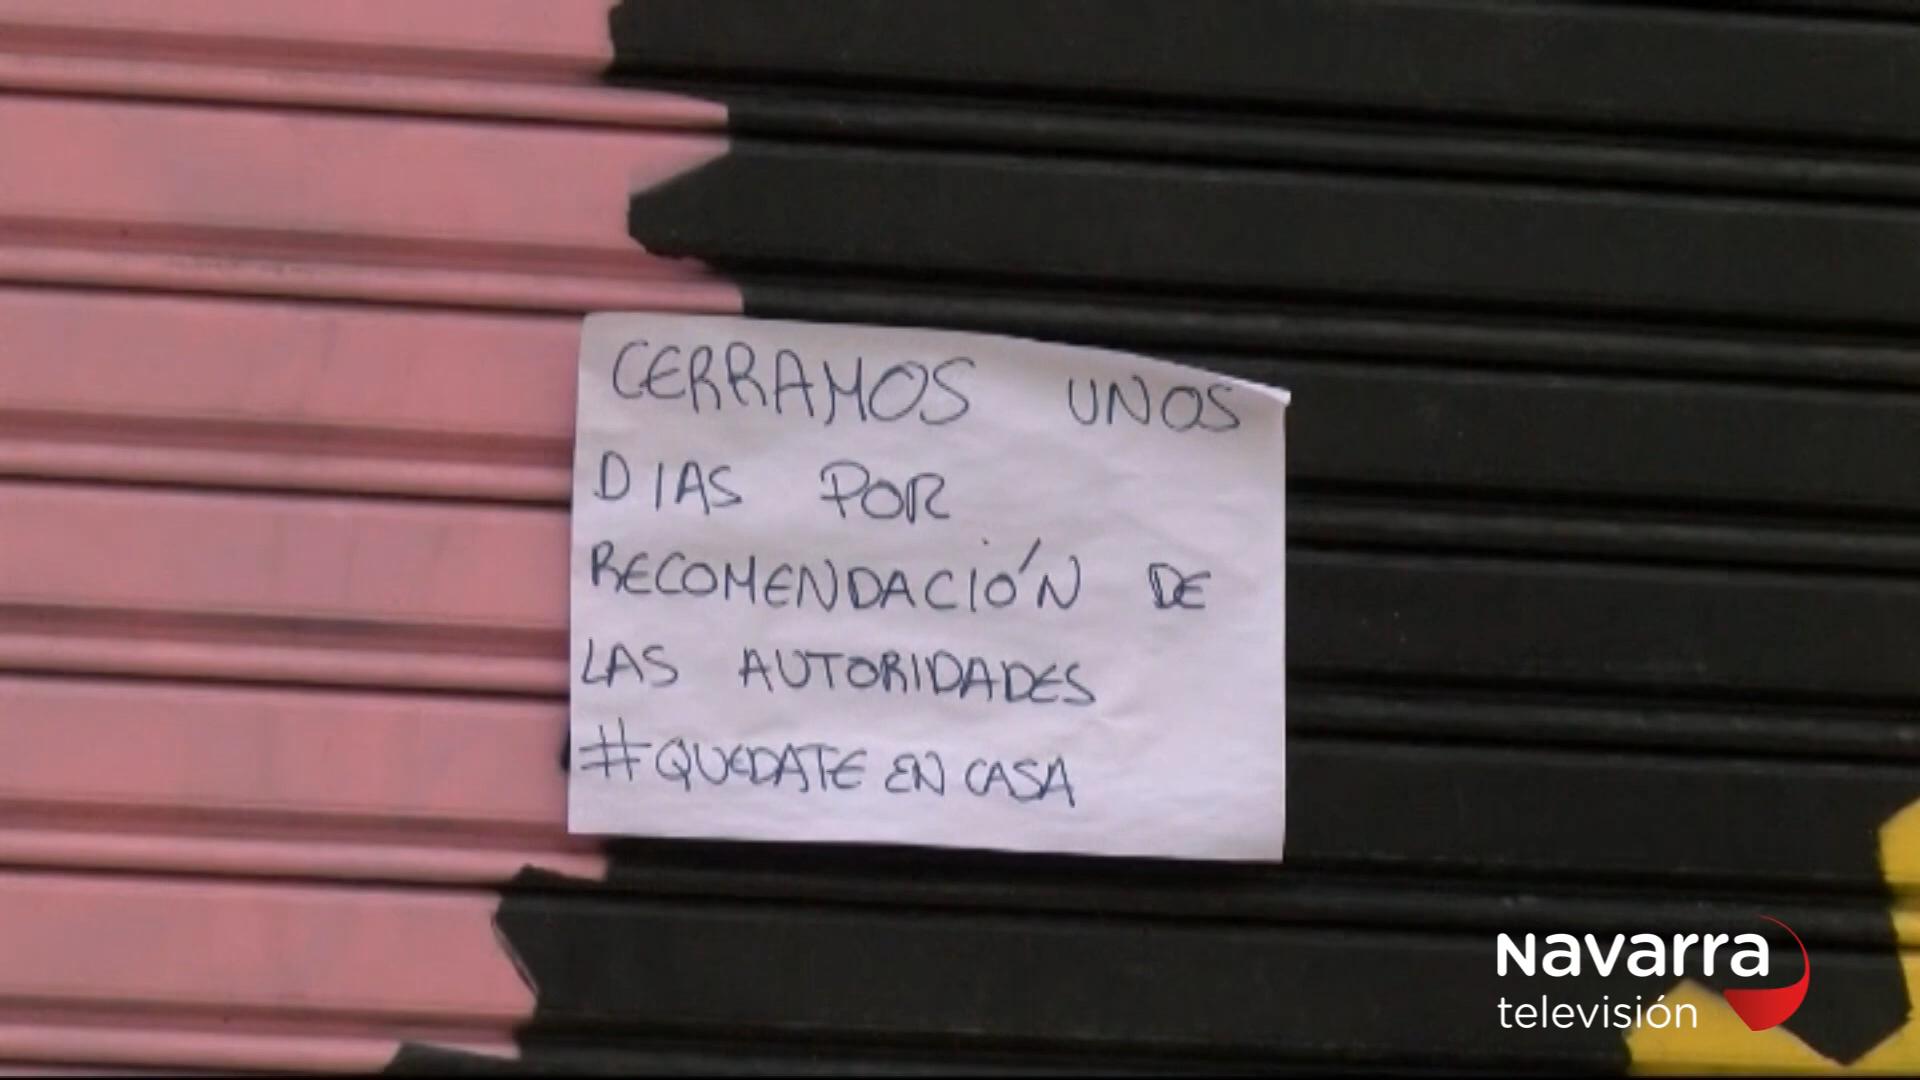 CERRAMOS UNOS
DIAS POR
RECOMENDACIÓN DE
LAS AUTORIDADES
#QUEDATE EN CASA
Navarra
televisión